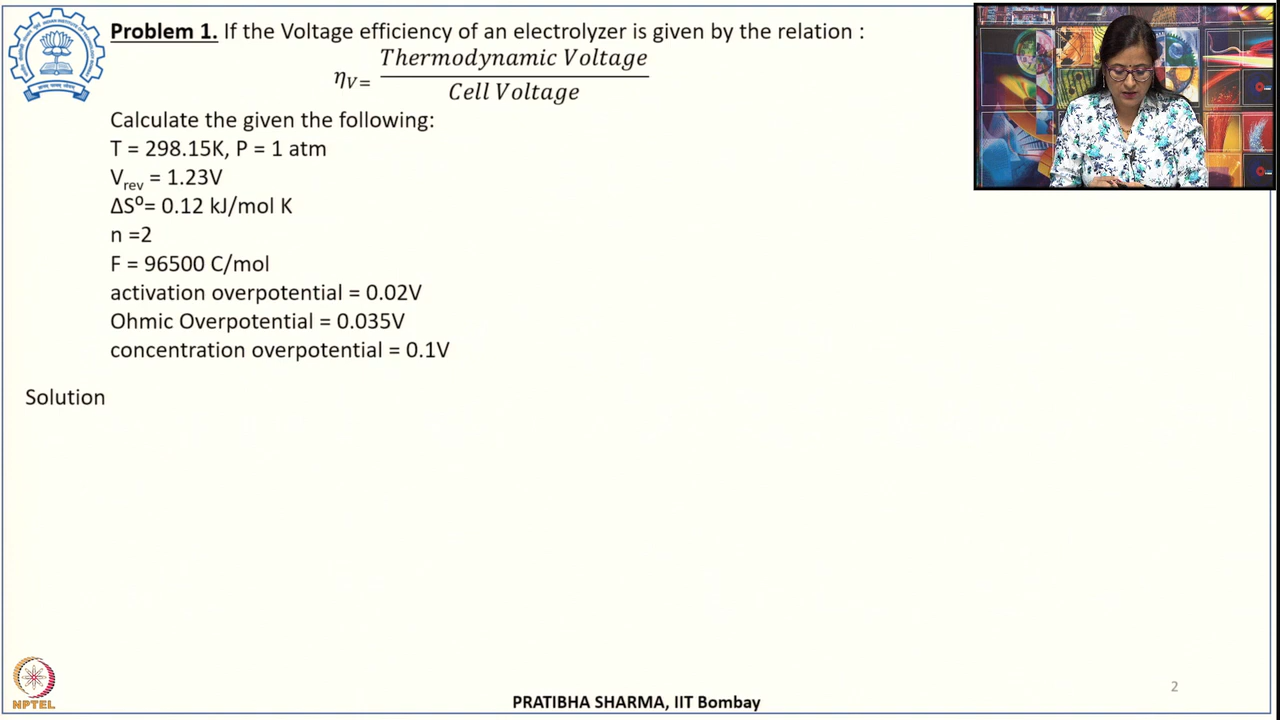 Problem 1. If the Voltage efficiency of an electrolyzer is given by the relation :
ηV= Thermodynamic Voltage / Cell Voltage
Calculate the given the following:
T = 298.15K, P = 1 atm
Vrev = 1.23V
ΔS⁰= 0.12 kJ/mol K
n =2
F = 96500 C/mol
activation overpotential = 0.02V
Ohmic Overpotential = 0.035V
concentration overpotential = 0.1V
Solution
2
NPTEL
PRATIBHA SHARMA, IIT Bombay